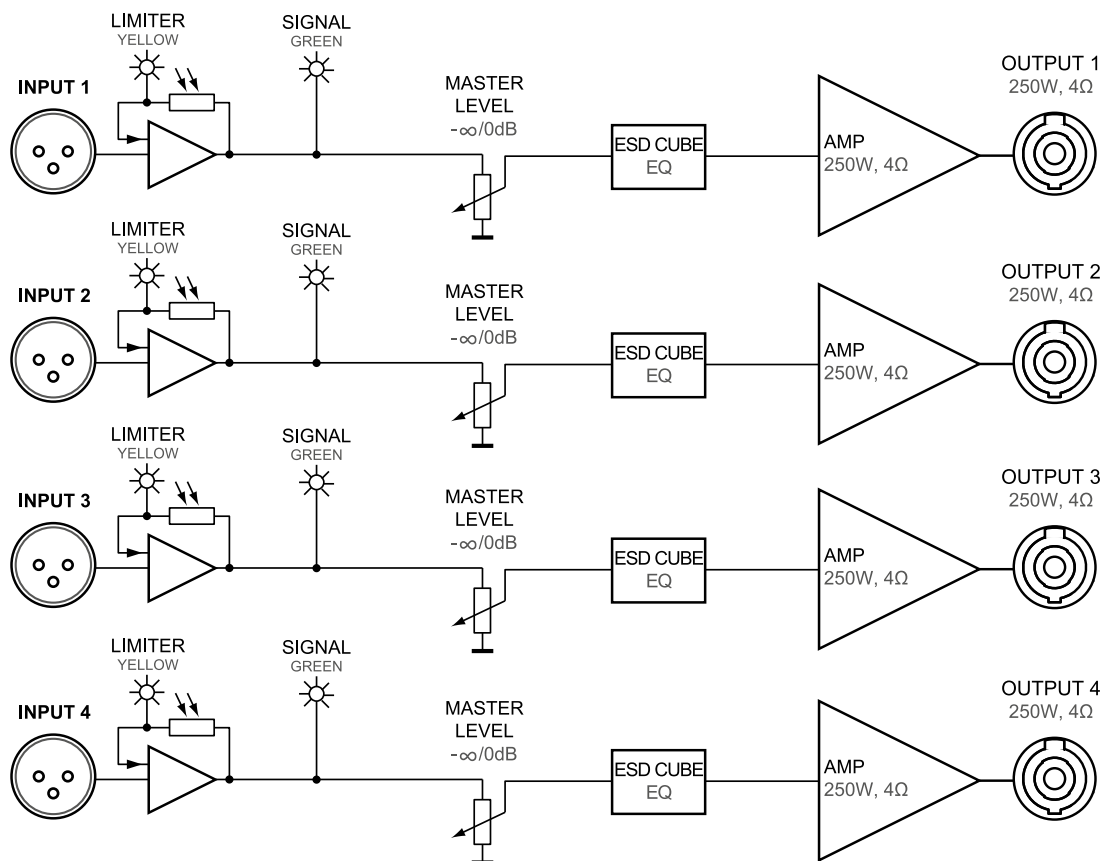 LIMITER
YELLOW
SIGNAL
GREEN
INPUT 1
MASTER
LEVEL
-∞/0dB
ESD CUBE
EQ
AMP
250W, 4Ω
OUTPUT 1
250W, 4Ω
LIMITER
YELLOW
SIGNAL
GREEN
INPUT 2
MASTER
LEVEL
-∞/0dB
ESD CUBE
EQ
AMP
250W, 4Ω
OUTPUT 2
250W, 4Ω
LIMITER
YELLOW
SIGNAL
GREEN
INPUT 3
MASTER
LEVEL
-∞/0dB
ESD CUBE
EQ
AMP
250W, 4Ω
OUTPUT 3
250W, 4Ω
LIMITER
YELLOW
SIGNAL
GREEN
INPUT 4
MASTER
LEVEL
-∞/0dB
ESD CUBE
EQ
AMP
250W, 4Ω
OUTPUT 4
250W, 4Ω